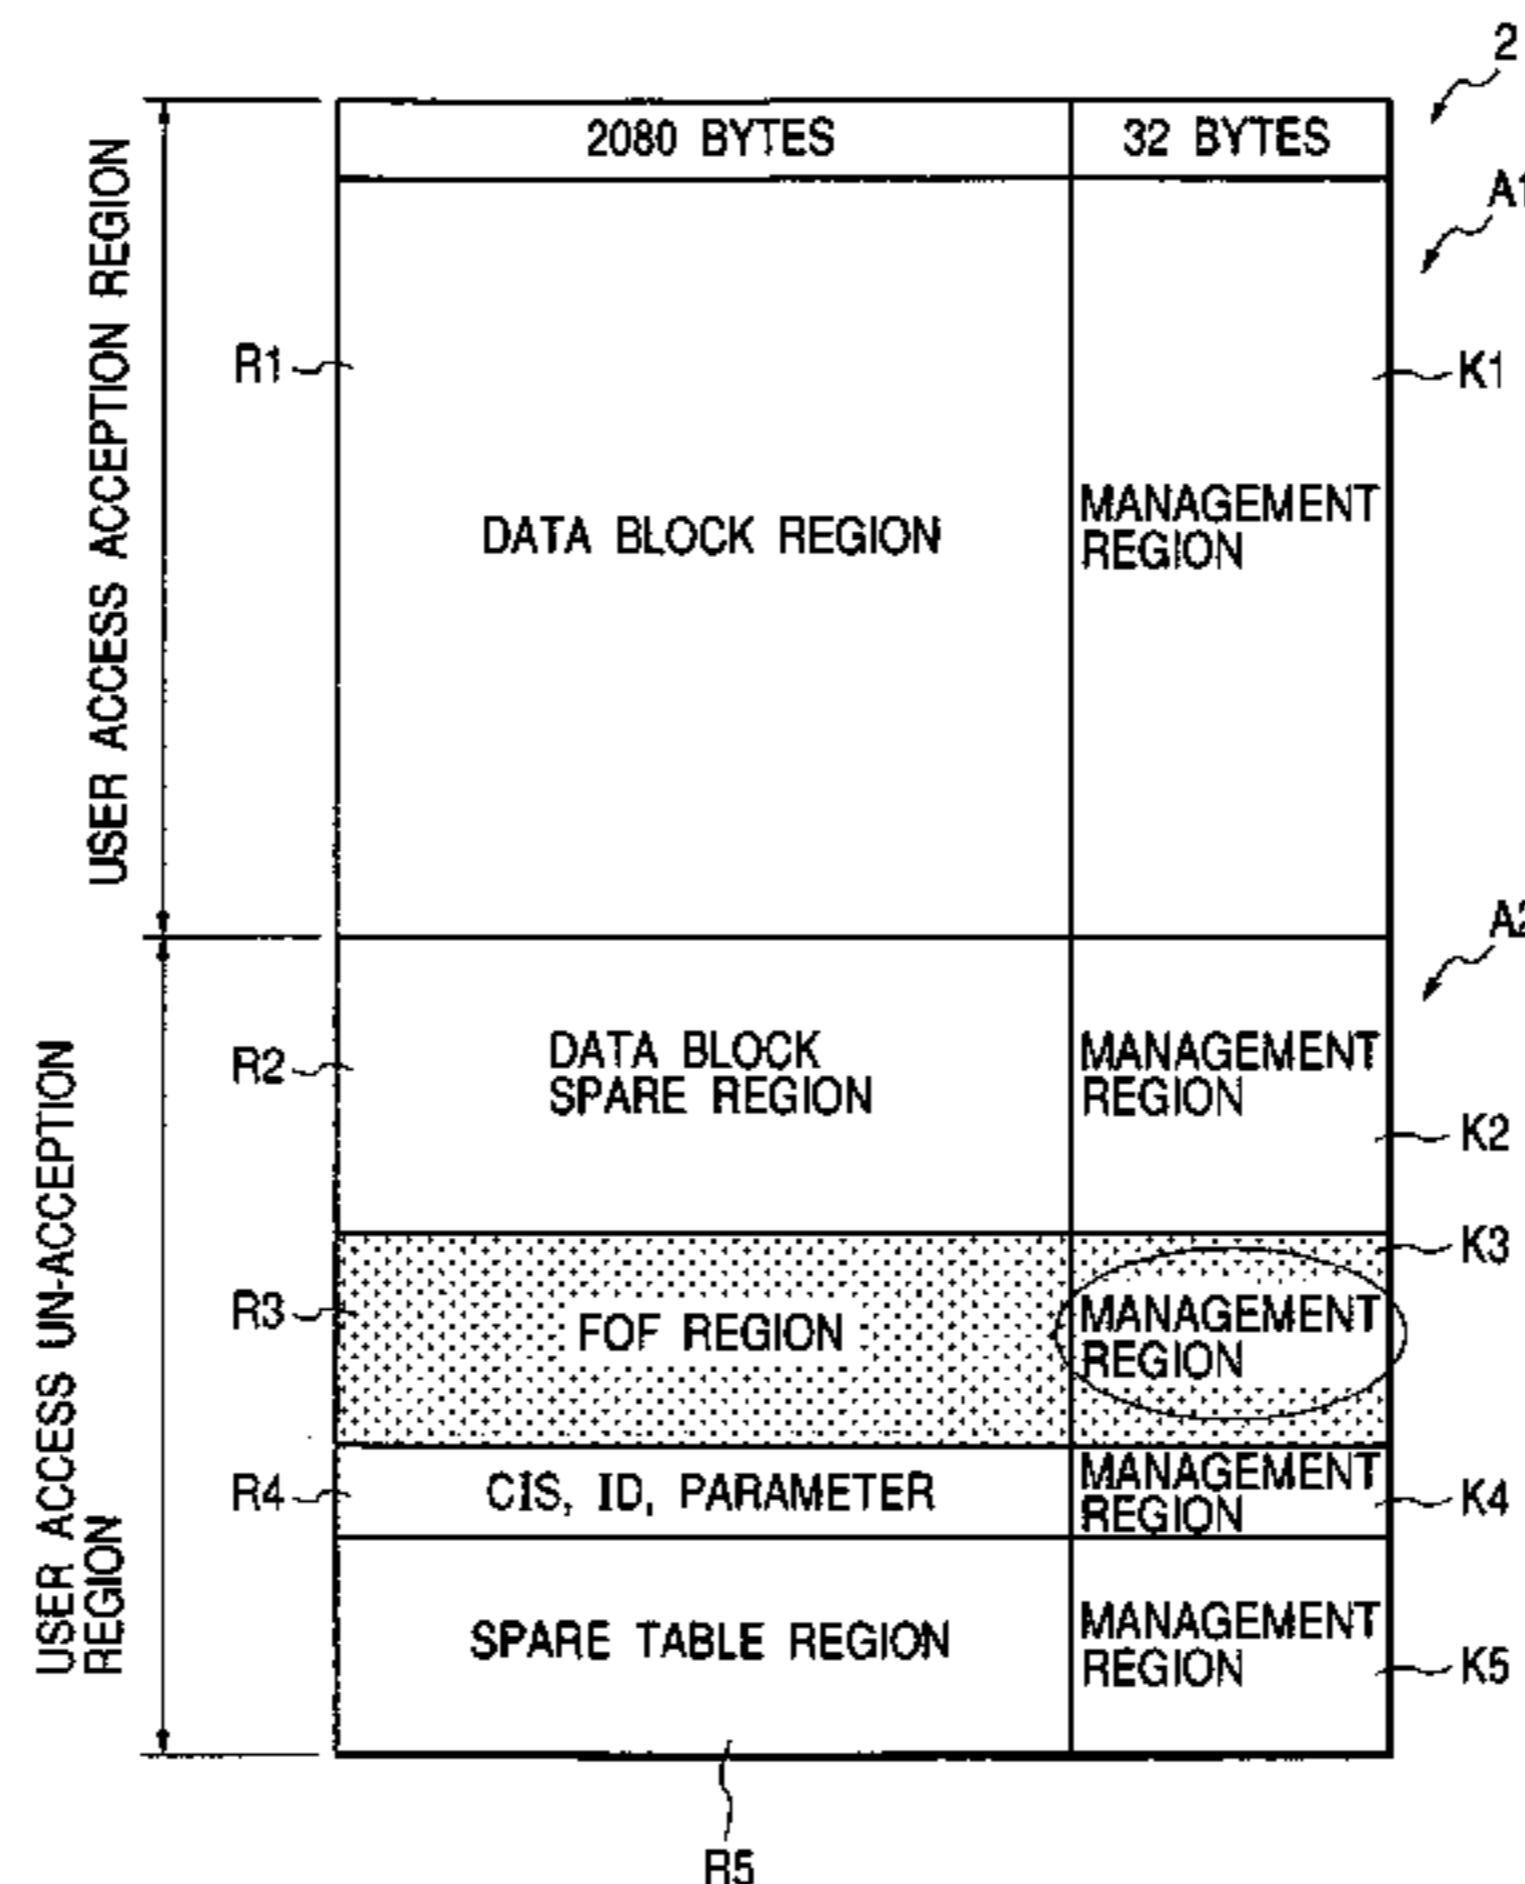 2
2080 BYTES
32 BYTES
A1
USER ACCESS ACCEPTION REGION
R1
K1
DATA BLOCK REGION
MANAGEMENT
REGION
A2
USER ACCESS UN-ACCEPTION
REGION
R2
DATA BLOCK
SPARE REGION
MANAGEMENT
REGION
K2
K3
R3
FOF REGION
MANAGEMENT
REGION
R4
CIS, ID, PARAMETER
MANAGEMENT
REGION
K4
SPARE TABLE REGION
MANAGEMENT
REGION
K5
R5